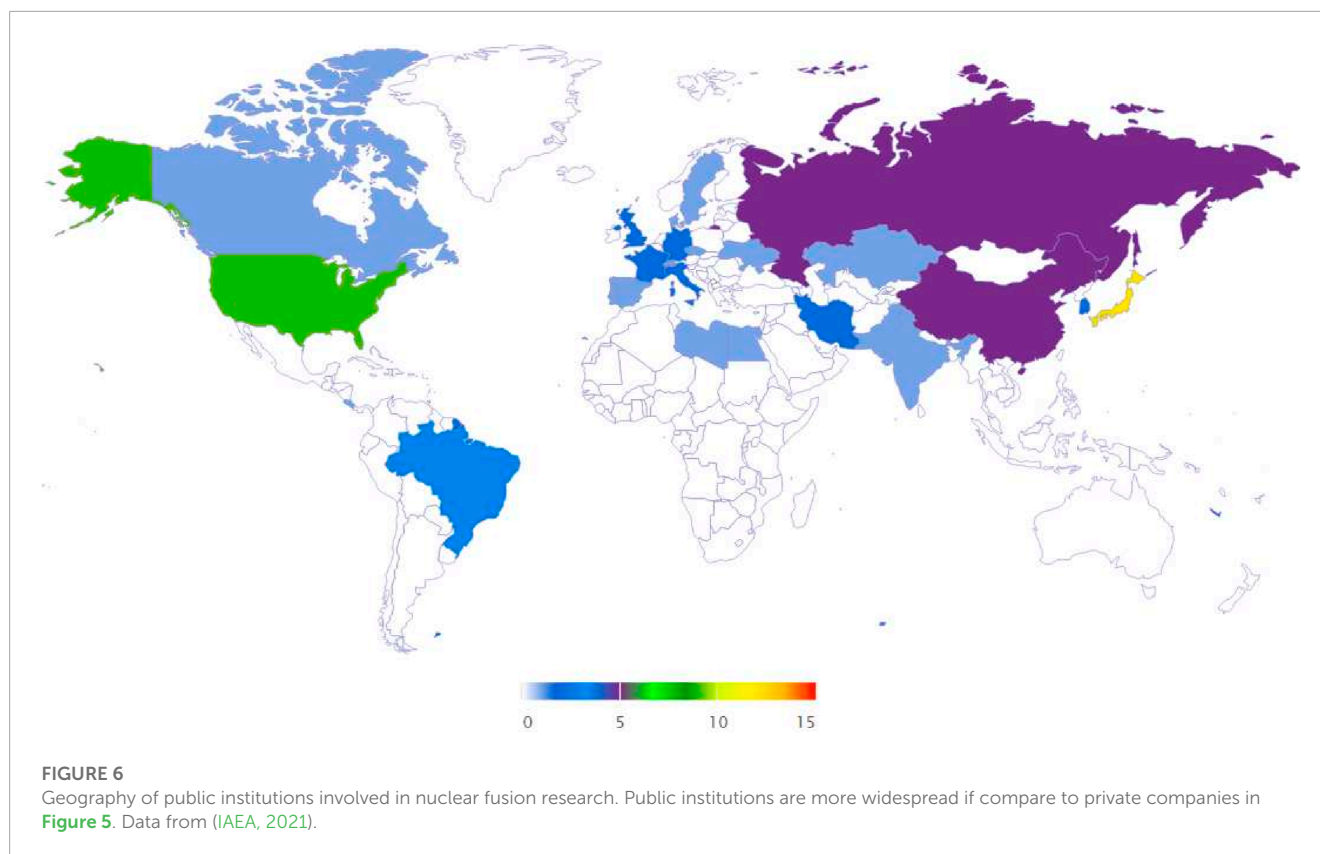 0 5 10 15
FIGURE 6
Geography of public institutions involved in nuclear fusion research. Public institutions are more widespread if compare to private companies in
Figure 5. Data from (IAEA, 2021).